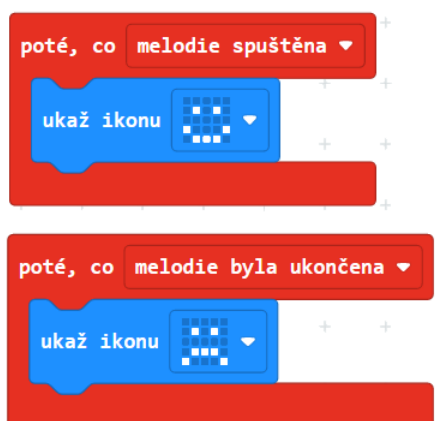 poté, co melodie spuštěna
ukaž ikonu
poté, co melodie byla ukončena
ukaž ikonu